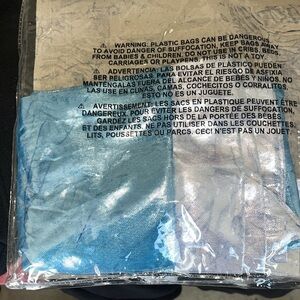 ⚠ WARNING: PLASTIC BAGS CAN BE DANGEROUS.
TO AVOID DANGER OF SUFFOCATION, KEEP BAGS AWAY
FROM BABIES & CHILDREN. DO NOT USE IN CRIBS, BEDS,
CARRIAGES OR PLAYPENS. THIS IS NOT A TOY.
⚠ ADVERTENCIA: LAS BOLSAS DE PLASTICO PUEDEN
SER PELIGROSAS. PARA EVITAR EL RIESGO DE ASFIXIA
MANTENGALAS FUERA DEL ALCANCE DE BEBÉS Y NIÑOS. NO
LAS USE EN CUNAS, CAMAS, COCHECITOS O CORRALITOS.
ESTO NO ES UN JUGUETE.
⚠ AVERTISSEMENT: LES SACS EN PLASTIQUE PEUVENT ÊTRE
DANGEREUX. POUR EVITER LES DANGERS DE SUFFOCATION,
GARDEZ LES SACS HORS DE LA PORTÉE DES BÉBÉS
ET DES ENFANTS. NE PAS UTILISER DANS LES COUCHETTES,
LITS, POUSSETTES OU PARCS. CECI N'EST PAS UN JOUET.